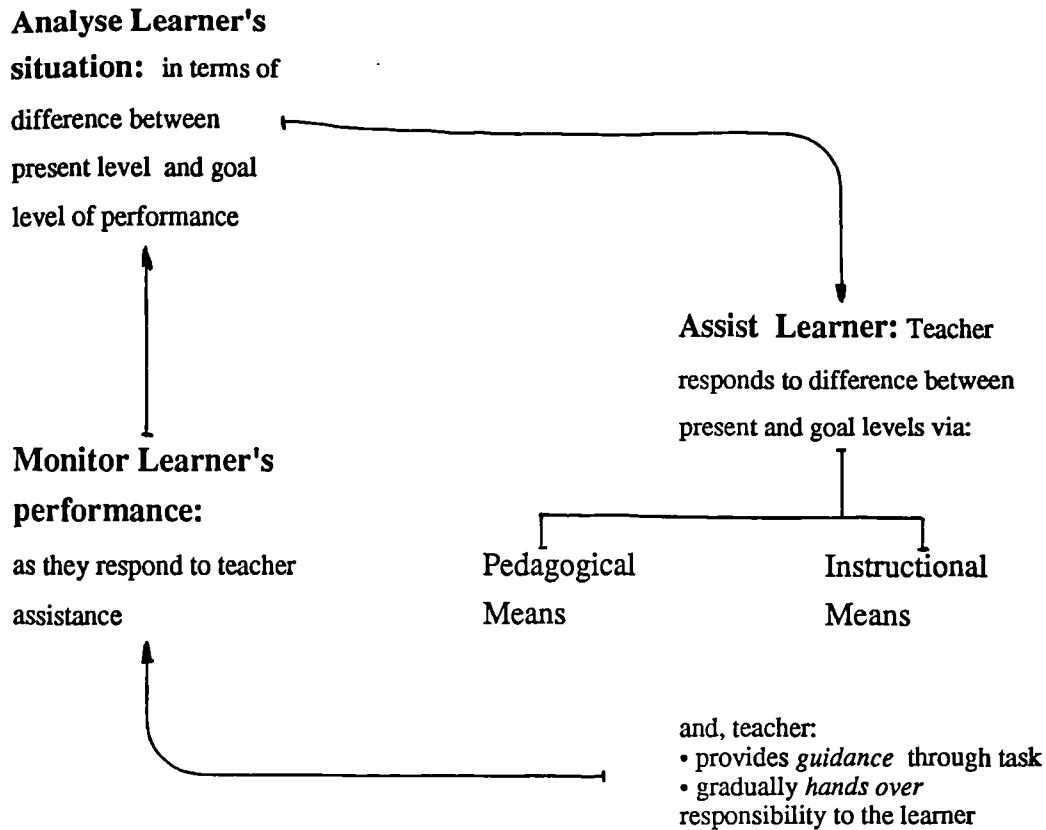 Analyse Learner's
situation: in terms of
difference between
present level and goal
level of performance
Assist Learner: Teacher
responds to difference between
present and goal levels via:
Monitor Learner's
performance:
as they respond to teacher
assistance
Pedagogical
Means
Instructional
Means
and, teacher:
• provides guidance through task
• gradually hands over
responsibility to the learner